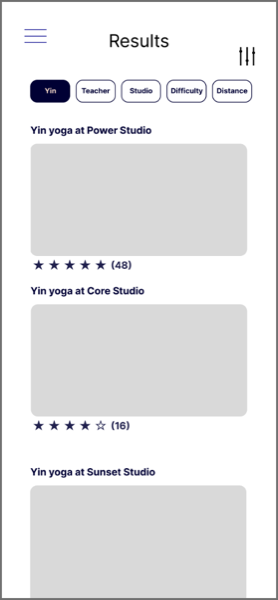 Results
Yin Teacher Studio Difficulty Distance
Yin yoga at Power Studio
★ ★ ★ ★ ★ (48)
Yin yoga at Core Studio
★ ★ ★ ★ ☆ (16)
Yin yoga at Sunset Studio